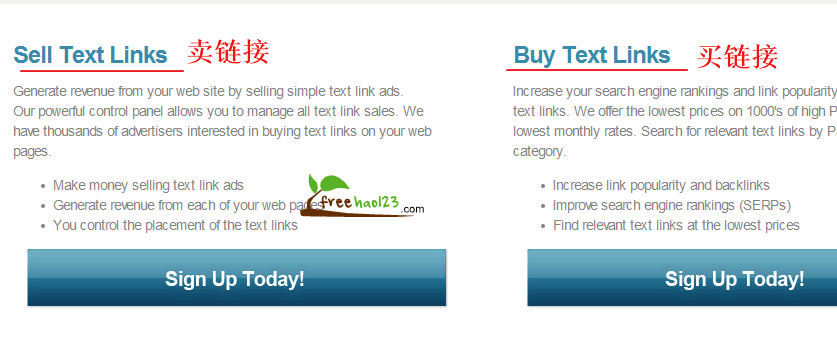 Sell Text Links 卖链接
Generate revenue from your web site by selling simple text link ads.
Our powerful control panel allows you to manage all text link sales. We
have thousands of advertisers interested in buying text links on your web
pages.
• Make money selling text link ads
• Generate revenue from each of your web pages
• You control the placement of the text links
freehao123.com
Sign Up Today!
Buy Text Links 买链接
Increase your search engine rankings and link popularity
text links. We offer the lowest prices on 1000's of high P
lowest monthly rates. Search for relevant text links by P
category.
• Increase link popularity and backlinks
• Improve search engine rankings (SERPs)
• Find relevant text links at the lowest prices
Sign Up Today!